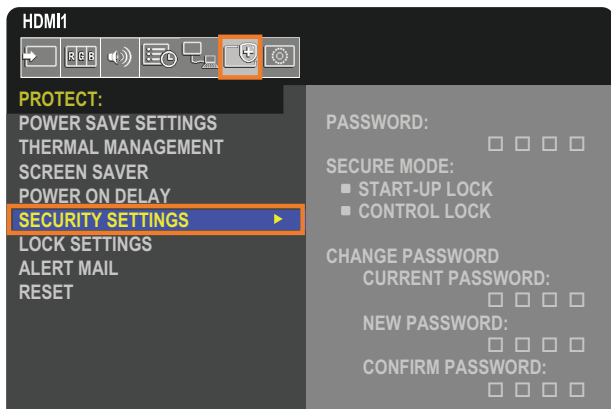 HDMI1
RGB
PROTECT:
POWER SAVE SETTINGS
THERMAL MANAGEMENT
SCREEN SAVER
POWER ON DELAY
SECURITY SETTINGS
LOCK SETTINGS
ALERT MAIL
RESET
PASSWORD:
SECURE MODE:
START-UP LOCK
CONTROL LOCK
CHANGE PASSWORD
CURRENT PASSWORD:
NEW PASSWORD:
CONFIRM PASSWORD: